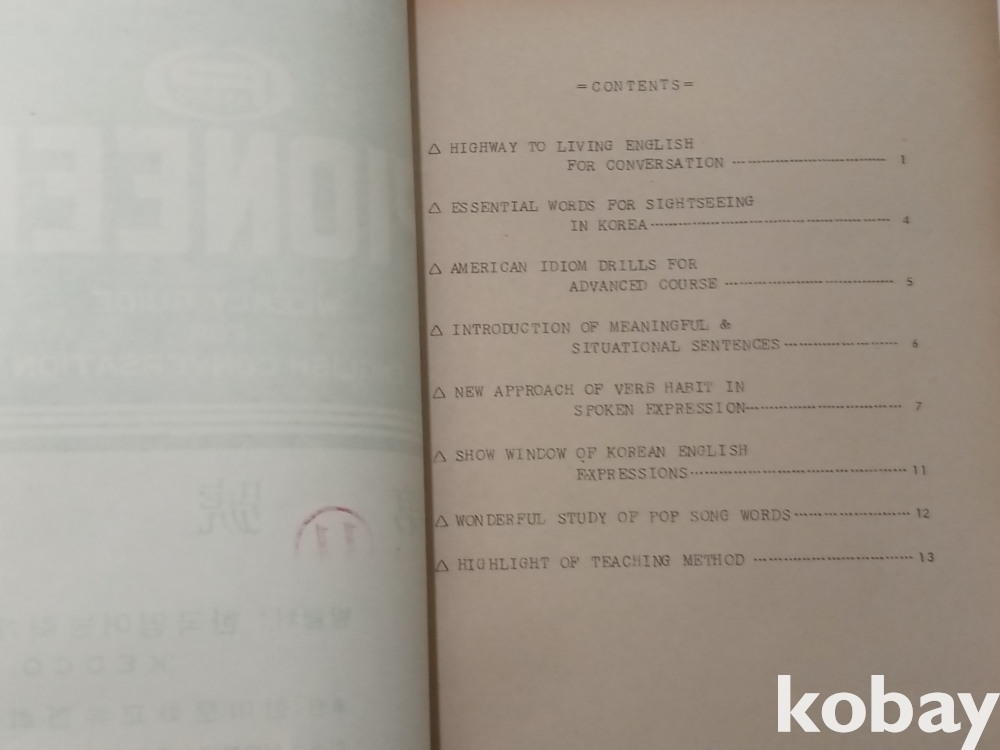 =CONTENTS=
△ HIGHWAY TO LIVING ENGLISH
FOR CONVERSATION ························ 1
△ ESSENTIAL WORDS FOR SIGHTSEEING
IN KOREA ························ 4
△ AMERICAN IDIOM DRILLS FOR
ADVANCED COURSE ························ 5
△ INTRODUCTION OF MEANINGFUL &
SITUATIONAL SENTENCES ························ 6
△ NEW APPROACH OF VERB HABIT IN
SPOKEN EXPRESSION ························ 7
△ SHOW WINDOW OF KOREAN ENGLISH
EXPRESSIONS ························ 11
△ WONDERFUL STUDY OF POP SONG WORDS ························ 12
△ HIGHLIGHT OF TEACHING METHOD ························ 13
kobay